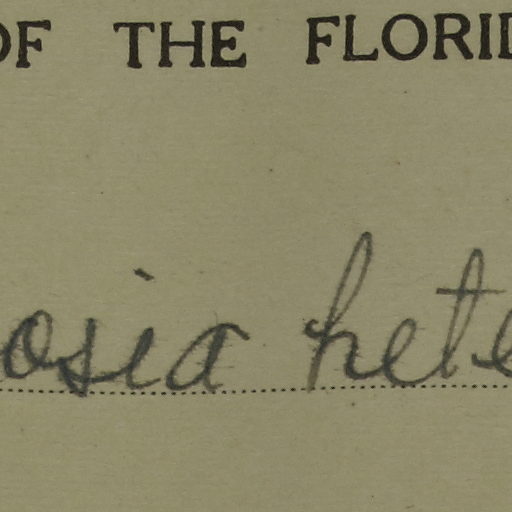 OF THE FLORID
osia hete